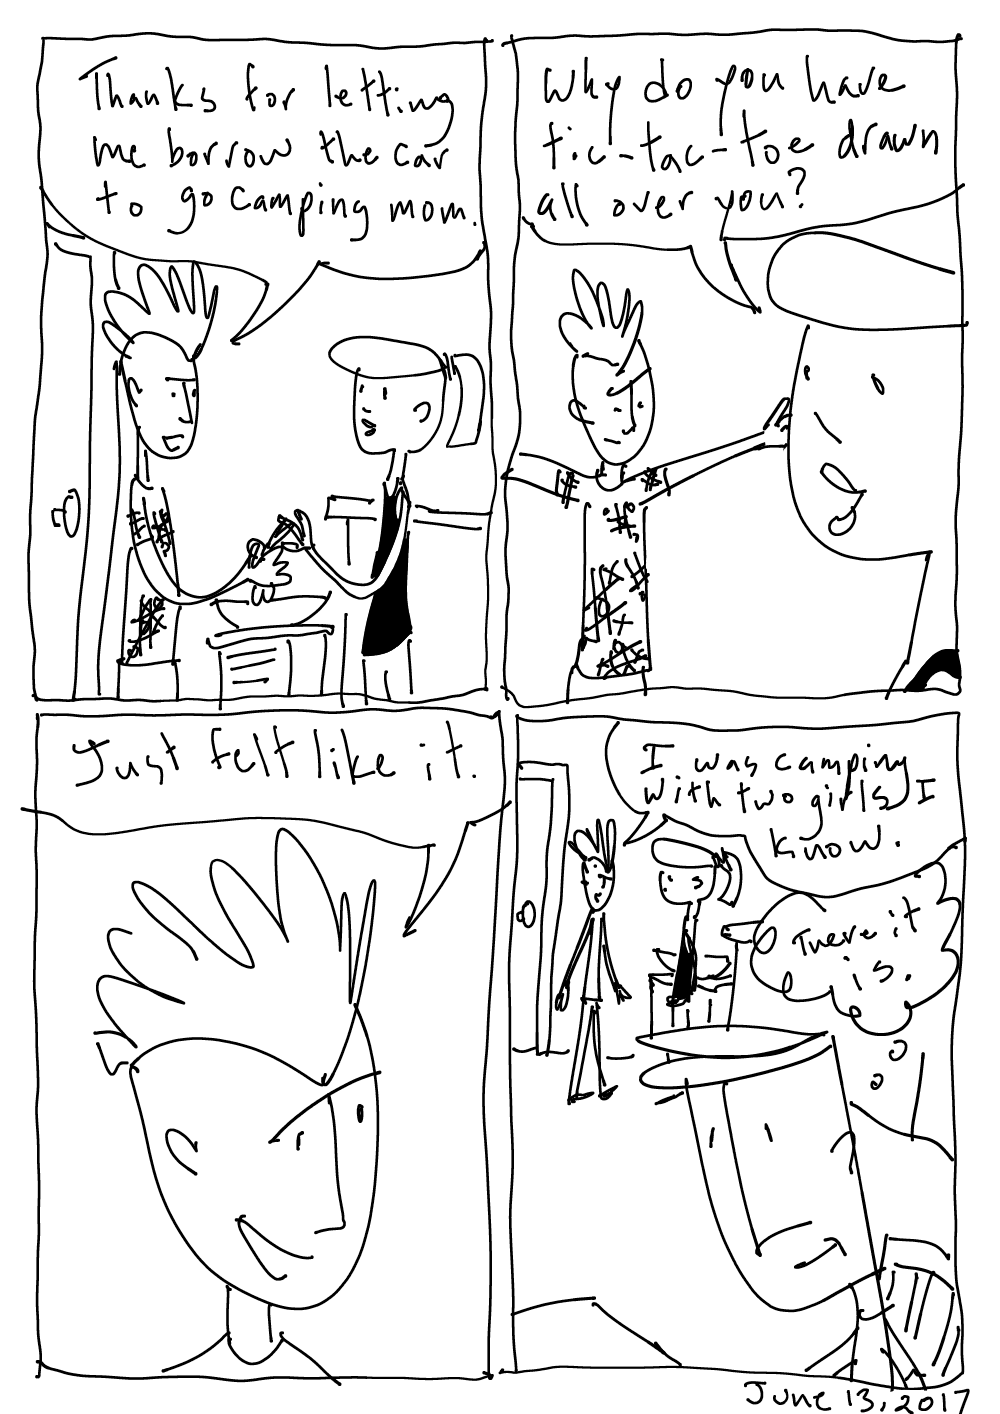 Thanks for letting
me borrow the car
to go camping mom.
Why do you have
tic-tac-toe drawn
all over you?
Just felt like it.
I was camping
with two girls I
know.
There it
is.
June 13, 2017